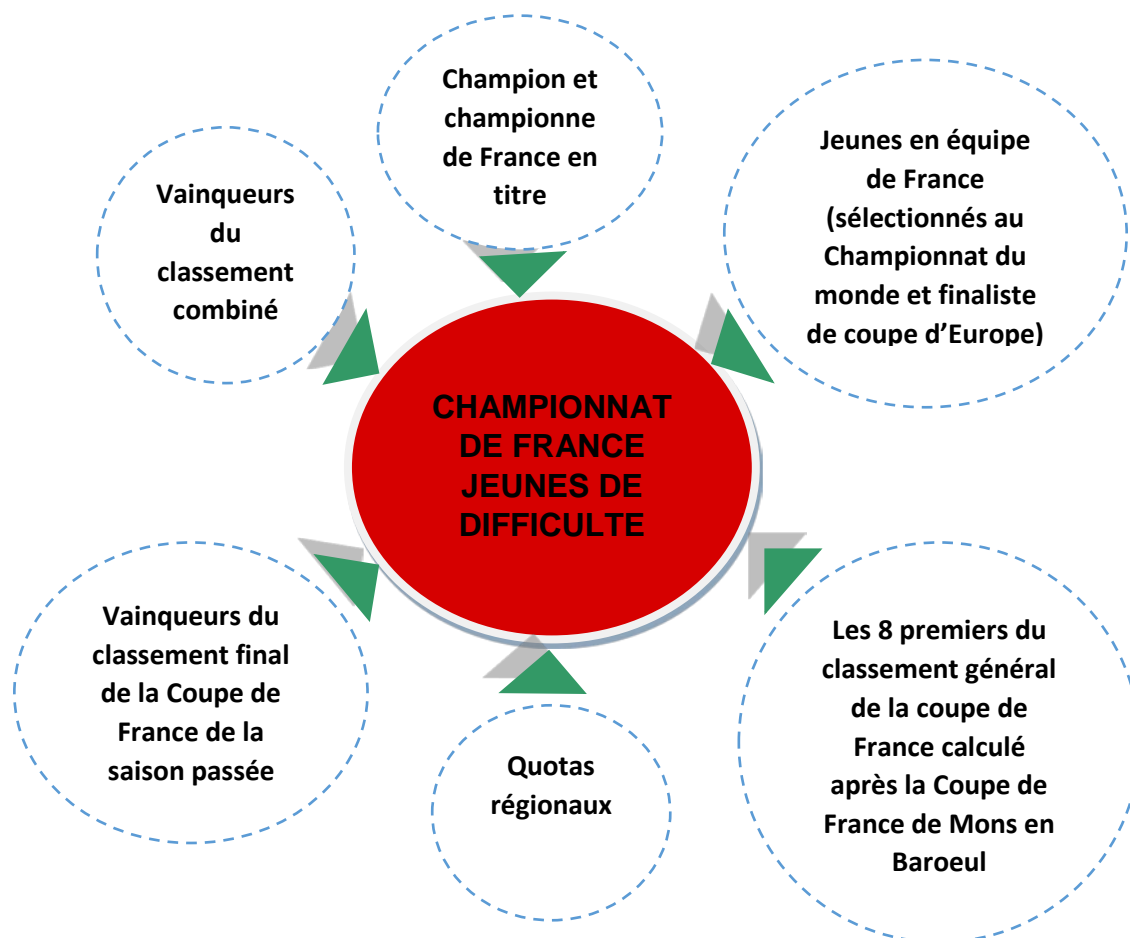 Champion et
championne
de France en
titre
Jeunes en équipe
de France
(sélectionnés au
Championnat du
monde et finaliste
de coupe d’Europe)
Vainqueurs
du
classement
combiné
CHAMPIONNAT
DE FRANCE
JEUNES DE
DIFFICULTE
Vainqueurs du
classement final
de la Coupe de
France de la
saison passée
Quotas
régionaux
Les 8 premiers du
classement général
de la coupe de
France calculé
après la Coupe de
France de Mons en
Baroeul